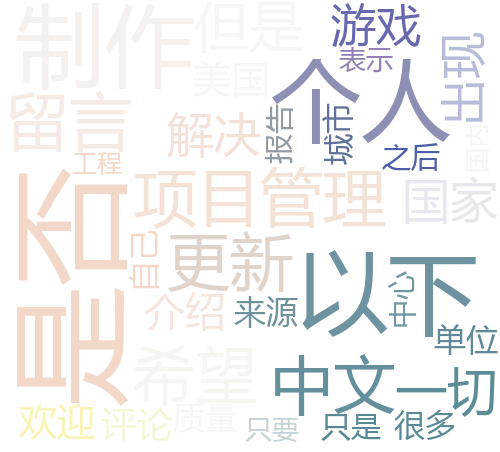 制作
但是
游戏
表示
出现
美国
个人
留言
解决
报告
城市
之后
国内
工程
项目管理
国家
是否
更新
自己
以下
中心
介绍
来源
单位
希望
中文
一切
欢迎
评论
质量
只要
只是
很多